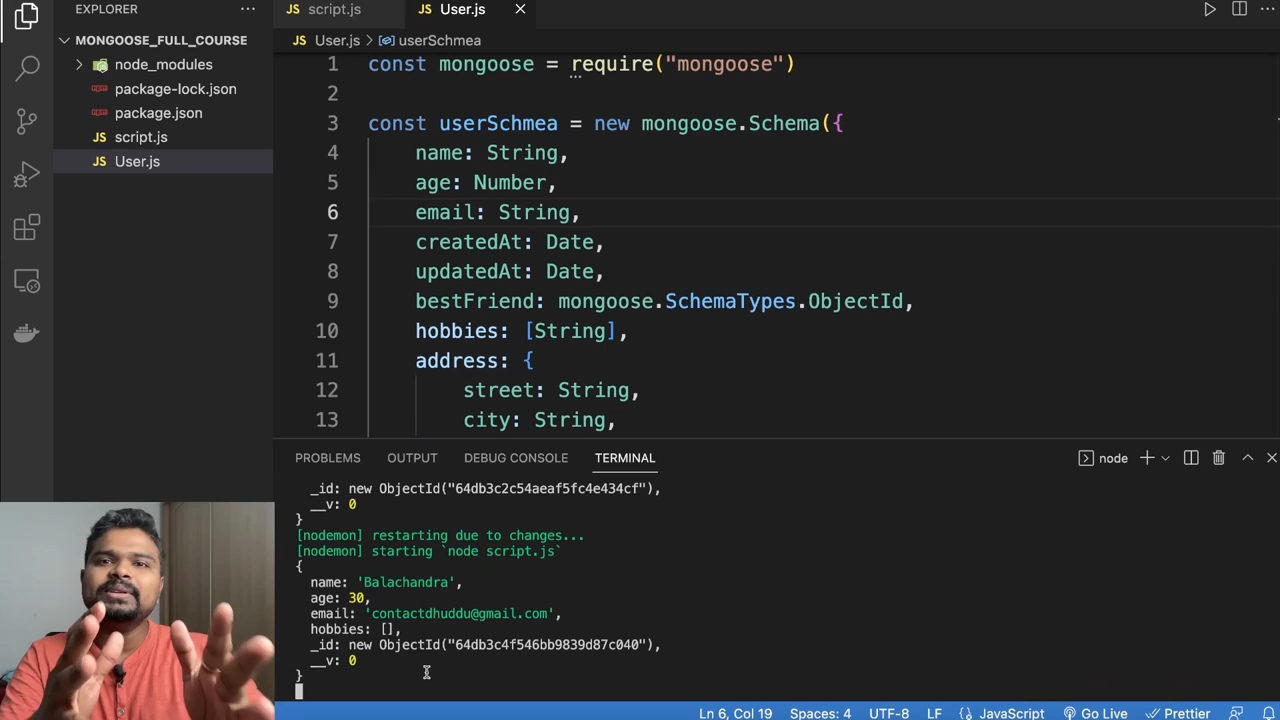 EXPLORER
MONGOOSE_FULL_COURSE
node_modules
package-lock.json
package.json
JS script.js
JS User.js
JS script.js
JS User.js
JS User.js > userSchmea
1 const mongoose = require("mongoose")
2
3 const userSchmea = new mongoose.Schema({
4 name: String,
5 age: Number,
6 email: String,
7 createdAt: Date,
8 updatedAt: Date,
9 bestFriend: mongoose.SchemaTypes.ObjectId,
10 hobbies: [String],
11 address: {
12 street: String,
13 city: String,
PROBLEMS OUTPUT DEBUG CONSOLE TERMINAL
node
_id: new ObjectId("64db3c2c54aeaf5fc4e434cf"),
__v: 0
}
[nodemon] restarting due to changes...
[nodemon] starting `node script.js`
{
name: 'Balachandra',
age: 30,
email: 'contactdhuddu@gmail.com',
hobbies: [],
_id: new ObjectId("64db3c4f546bb9839d87c040"),
__v: 0
}
Ln 6, Col 19 Spaces: 4 UTF-8 LF {} JavaScript Go Live Prettier